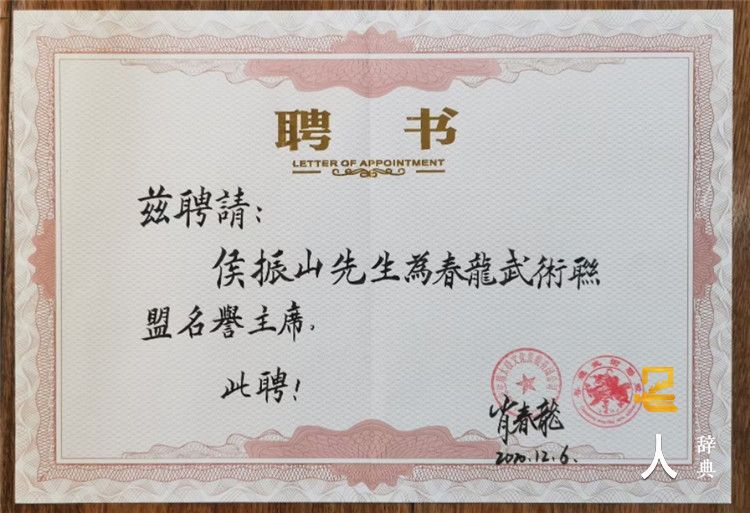 聘 书
LETTER OF APPOINTMENT
茲聘請：
侯振山先生為春龍武術聯
盟名譽主席.
此聘！
肖春龍
2020.12.6.
人
辞典